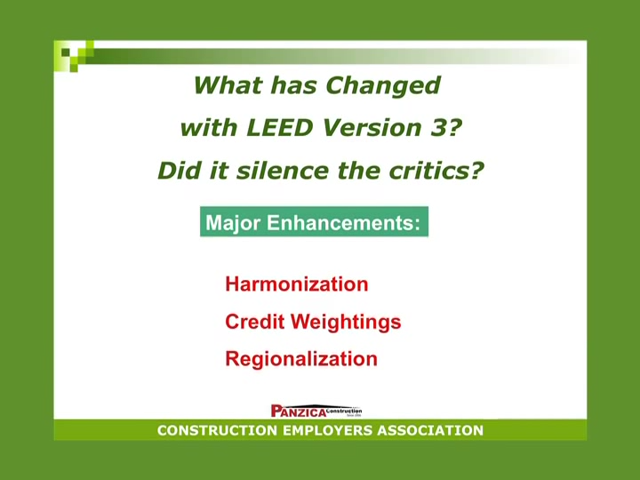 What has Changed
with LEED Version 3?
Did it silence the critics?
Major Enhancements:
Harmonization
Credit Weightings
Regionalization
PANZICA Construction
CONSTRUCTION EMPLOYERS ASSOCIATION